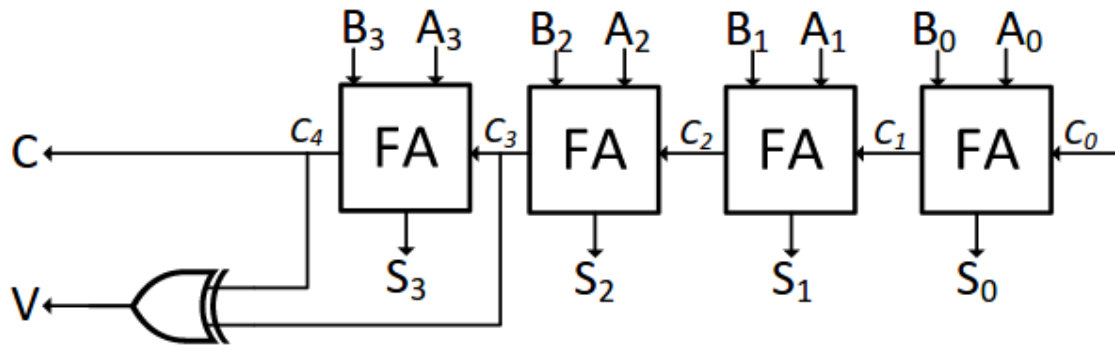 B₃ A₃ B₂ A₂ B₁ A₁ B₀ A₀
C C₄ FA C₃ FA C₂ FA C₁ FA C₀
S₃ S₂ S₁ S₀
V